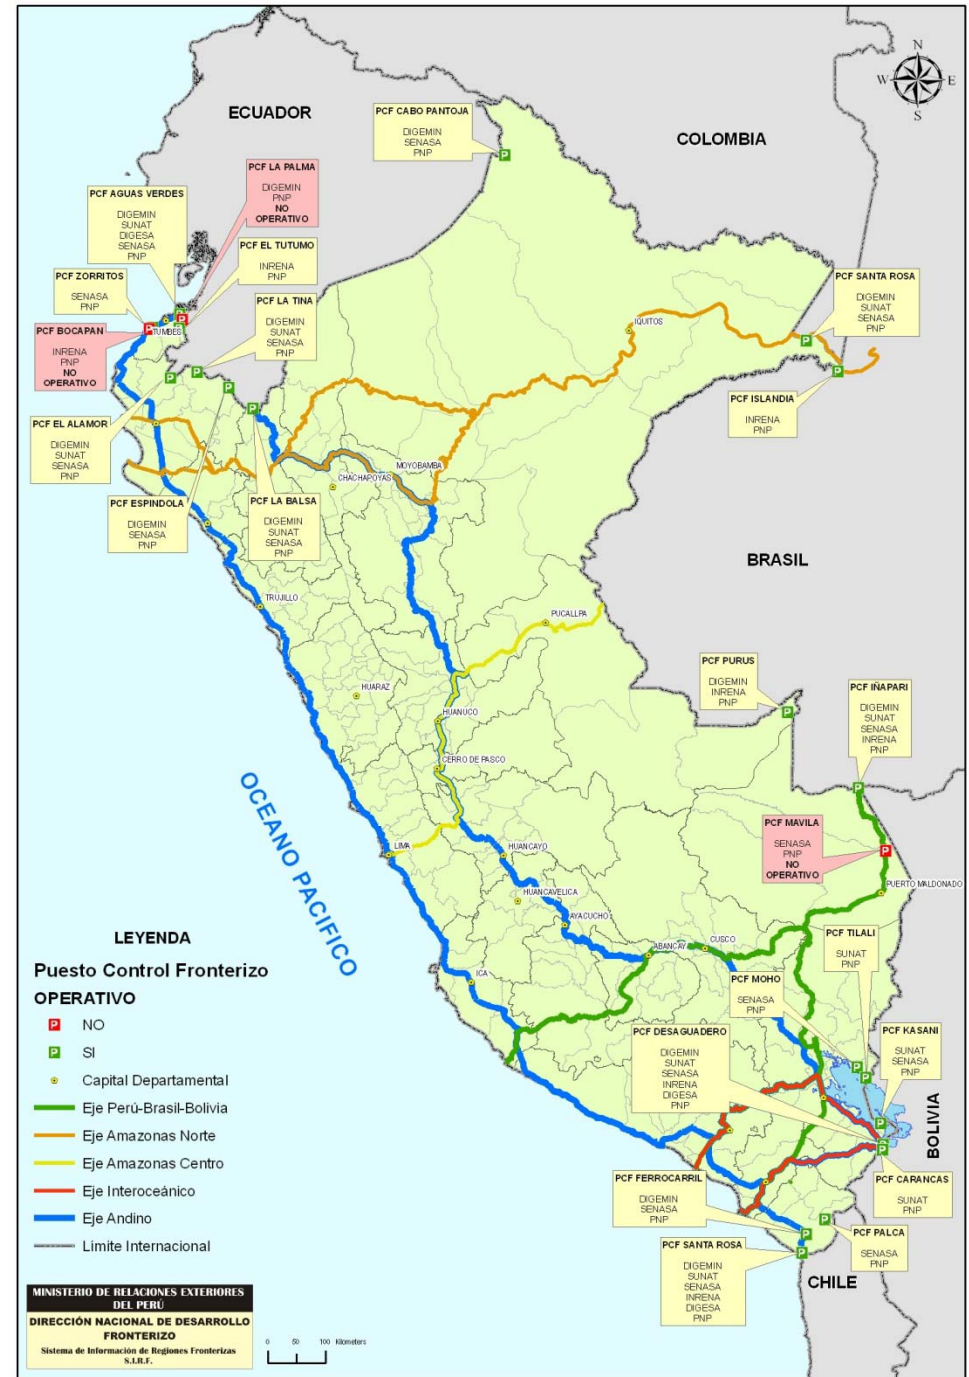 N
W E
S
ECUADOR
COLOMBIA
PCF CABO PANTOJA
DIGEMIN
SENASA
PNP
PCF LA PALMA
DIGEMIN
PNP
NO
OPERATIVO
PCF AGUAS VERDES
DIGEMIN
SUNAT
DIGESA
SENASA
PNP
PCF EL TUTUMO
INRENA
PNP
PCF ZORRITOS
SENASA
PNP
PCF LA TINA
DIGEMIN
SUNAT
SENASA
PNP
PCF SANTA ROSA
DIGEMIN
SUNAT
SENASA
PNP
PCF BOCAPAN
INRENA
PNP
NO
OPERATIVO
TUMBES
IQUITOS
PCF ISLANDIA
INRENA
PNP
PCF EL ALAMOR
DIGEMIN
SUNAT
SENASA
PNP
MOYOBAMBA
CHACHAPOYAS
PCF ESPINDOLA
DIGEMIN
SENASA
PNP
PCF LA BALSA
DIGEMIN
SUNAT
SENASA
PNP
BRASIL
TRUJILLO
PUCALLPA
PCF PURUS
DIGEMIN
INRENA
PNP
PCF IÑAPARI
DIGEMIN
SUNAT
SENASA
INRENA
PNP
HUARAZ
HUANUCO
CERRO DE PASCO
OCEANO PACIFICO
PCF MAVILA
SENASA
PNP
NO
OPERATIVO
LIMA
HUANCAYO
PUERTO MALDONADO
HUANCAVELICA
AYACUCHO
ABANCAY
CUSCO
PCF TILALI
SUNAT
PNP
ICA
PCF MOHO
SENASA
PNP
PCF DESAGUADERO
DIGEMIN
SUNAT
SENASA
INRENA
DIGESA
PNP
PCF KASANI
SUNAT
SENASA
PNP
BOLIVIA
PCF FERROCARRIL
DIGEMIN
SENASA
PNP
PCF CARANCAS
SUNAT
PNP
PCF PALCA
SENASA
PNP
PCF SANTA ROSA
DIGEMIN
SUNAT
SENASA
INRENA
DIGESA
PNP
CHILE
LEYENDA
Puesto Control Fronterizo
OPERATIVO
P NO
P SI
Capital Departamental
Eje Perú-Brasil-Bolivia
Eje Amazonas Norte
Eje Amazonas Centro
Eje Interoceánico
Eje Andino
Limite Internacional
MINISTERIO DE RELACIONES EXTERIORES
DEL PERÚ
DIRECCIÓN NACIONAL DE DESARROLLO
FRONTERIZO
Sistema de Información de Regiones Fronterizas
S.I.R.F.
0 50 100 Kilometers